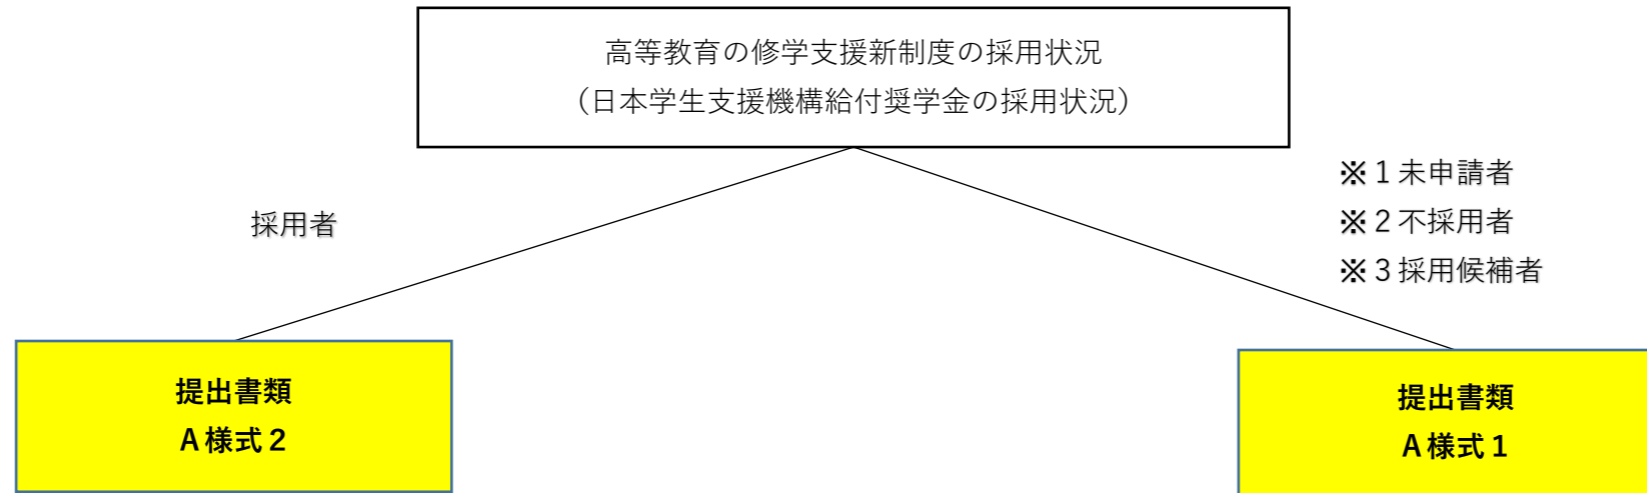 高等教育の修学支援新制度の採用状況
（日本学生支援機構給付奨学金の採用状況）
採用者
※１未申請者
※２不採用者
※３採用候補者
提出書類
Ａ様式２
提出書類
Ａ様式１